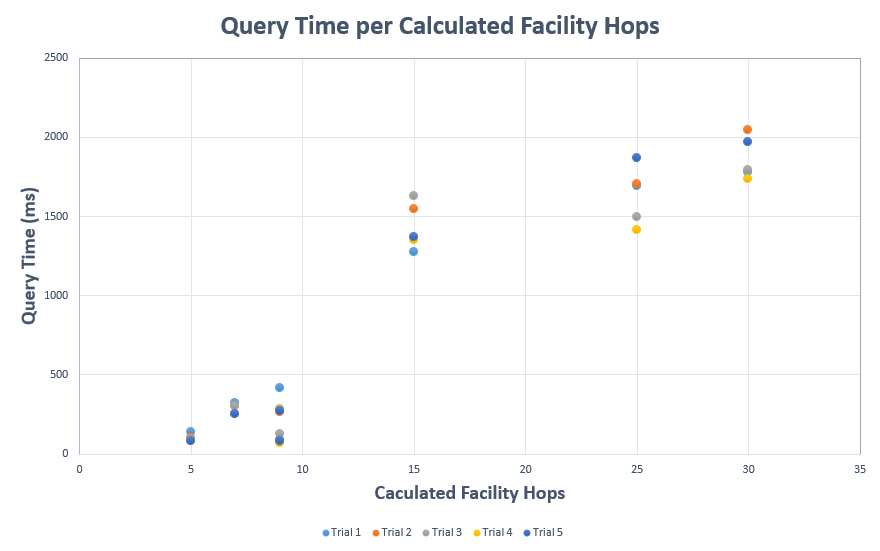 Query Time per Calculated Facility Hops
2500
2000
1500
1000
500
0
Query Time (ms)
0 5 10 15 20 25 30 35
Caculated Facility Hops
Trial 1 Trial 2 Trial 3 Trial 4 Trial 5